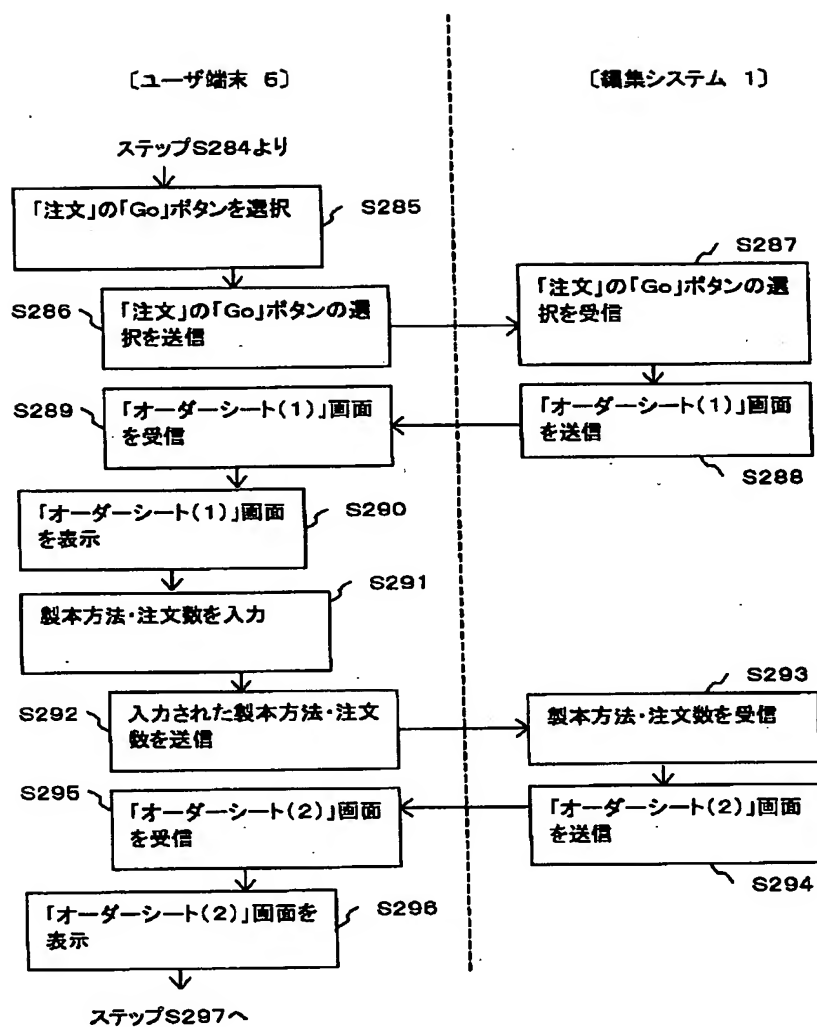 〔ユーザ端末 5〕
〔編集システム 1〕
ステップS284より
「注文」の「Go」ボタンを選択
S285
S286
「注文」の「Go」ボタンの選
択を送信
S287
「注文」の「Go」ボタンの選
択を受信
「オーダーシート(1)」画面
を送信
S288
S289
「オーダーシート(1)」画面
を受信
「オーダーシート(1)」画面
を表示
S290
S291
製本方法・注文数を入力
S292
入力された製本方法・注文
数を送信
S293
製本方法・注文数を受信
「オーダーシート(2)」画面
を送信
S294
S295
「オーダーシート(2)」画面
を受信
「オーダーシート(2)」画面を
表示
S296
ステップS297へ